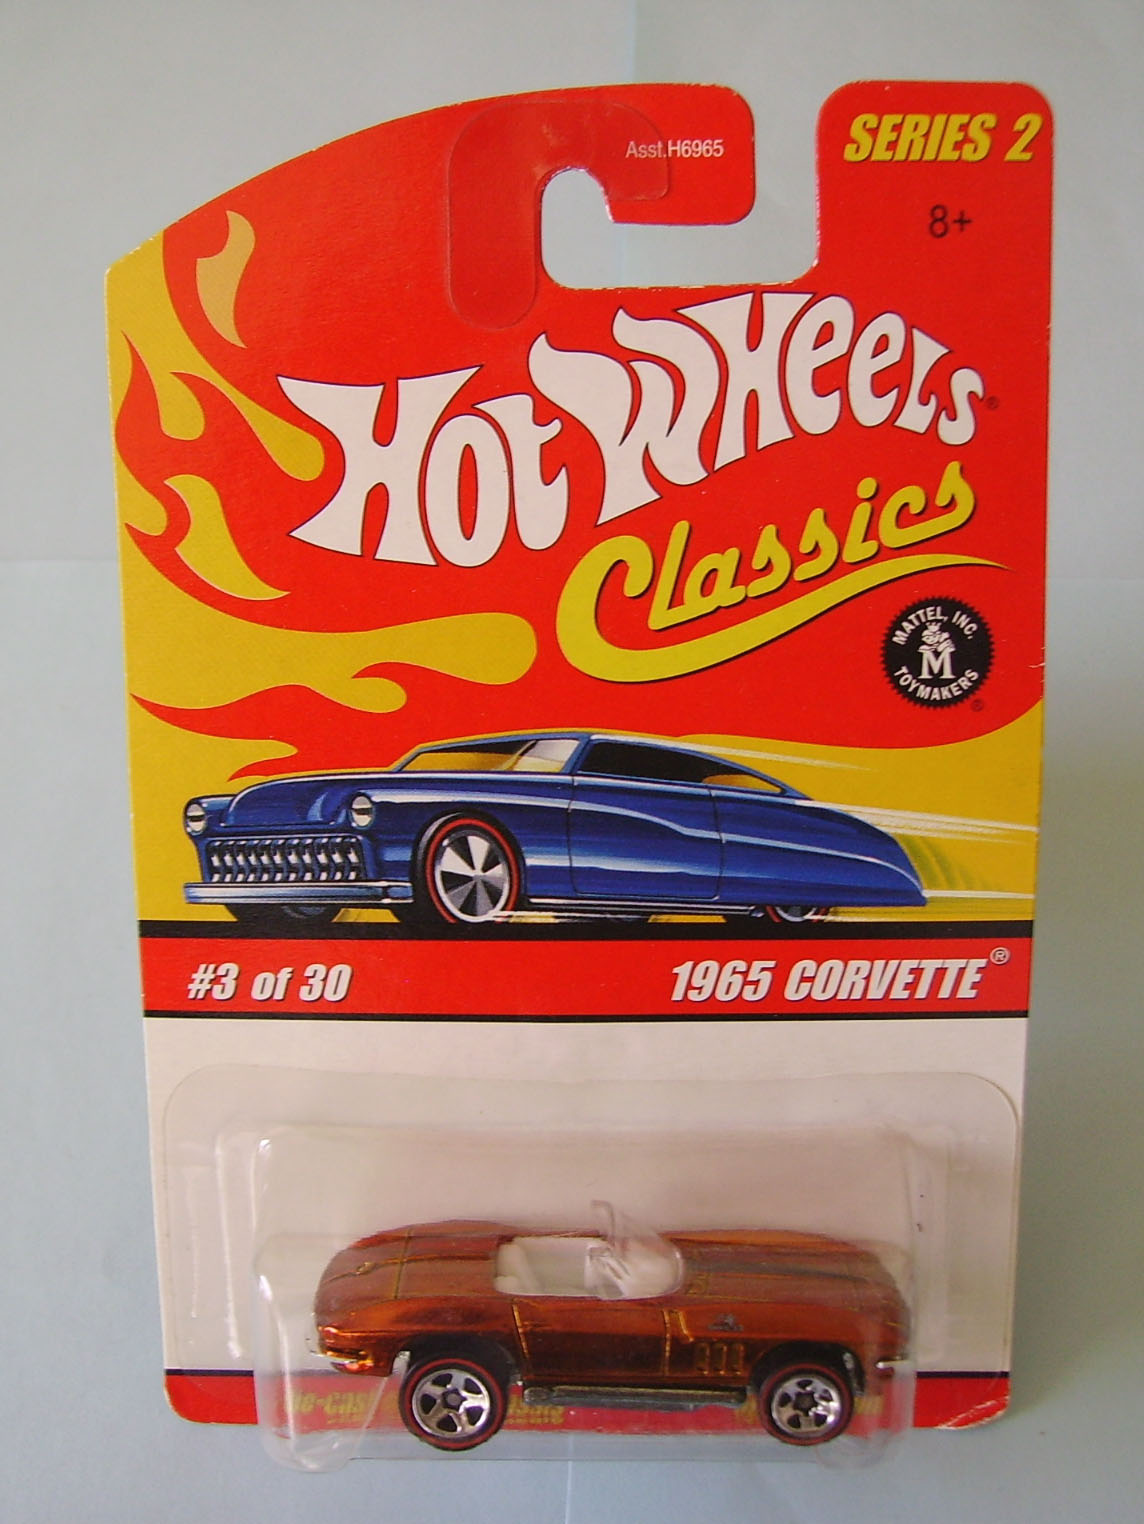 Asst.H6965
SERIES 2
8+
HOT WHEELS®
Classics
MATTEL, INC.
M
TOYMAKERS
®
#3 of 30
1965 CORVETTE®